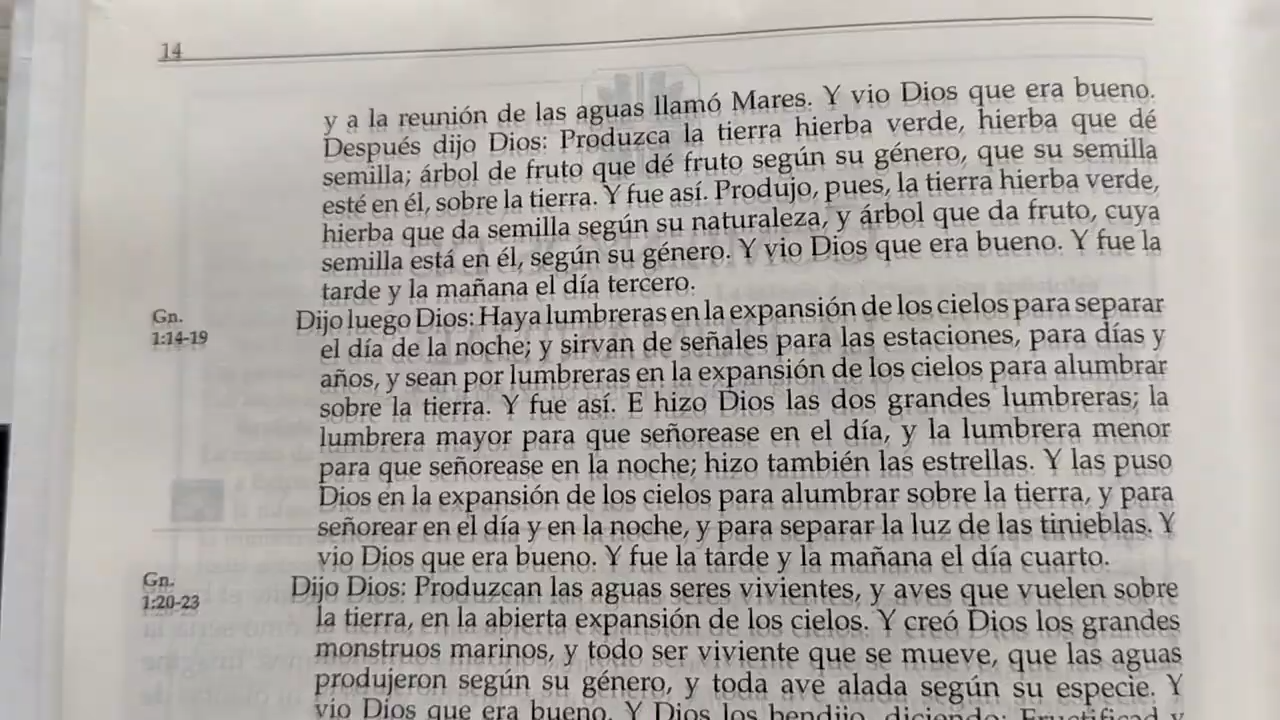 14
y a la reunión de las aguas llamó Mares. Y vio Dios que era bueno.
Después dijo Dios: Produzca la tierra hierba verde, hierba que dé
semilla; árbol de fruto que dé fruto según su género, que su semilla
esté en él, sobre la tierra. Y fue así. Produjo, pues, la tierra hierba verde,
hierba que da semilla según su naturaleza, y árbol que da fruto, cuya
semilla está en él, según su género. Y vio Dios que era bueno. Y fue la
tarde y la mañana el día tercero.
Gn.
1:14-19
Dijo luego Dios: Haya lumbreras en la expansión de los cielos para separar
el día de la noche; y sirvan de señales para las estaciones, para días y
años, y sean por lumbreras en la expansión de los cielos para alumbrar
sobre la tierra. Y fue así. E hizo Dios las dos grandes lumbreras; la
lumbrera mayor para que señorease en el día, y la lumbrera menor
para que señorease en la noche; hizo también las estrellas. Y las puso
Dios en la expansión de los cielos para alumbrar sobre la tierra, y para
señorear en el día y en la noche, y para separar la luz de las tinieblas. Y
vio Dios que era bueno. Y fue la tarde y la mañana el día cuarto.
Gn.
1:20-23
Dijo Dios: Produzcan las aguas seres vivientes, y aves que vuelen sobre
la tierra, en la abierta expansión de los cielos. Y creó Dios los grandes
monstruos marinos, y todo ser viviente que se mueve, que las aguas
produjeron según su género, y toda ave alada según su especie. Y
vio Dios que era bueno. Y Dios los bendijo, diciendo: Fructificad y